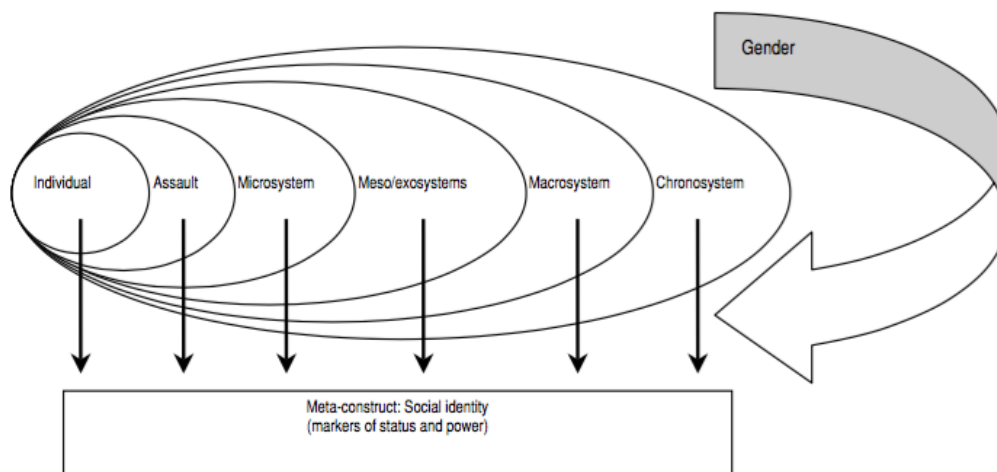 Gender
Individual
Assault
Microsystem
Meso/exosystems
Macrosystem
Chronosystem
Meta-construct: Social identity
(markers of status and power)